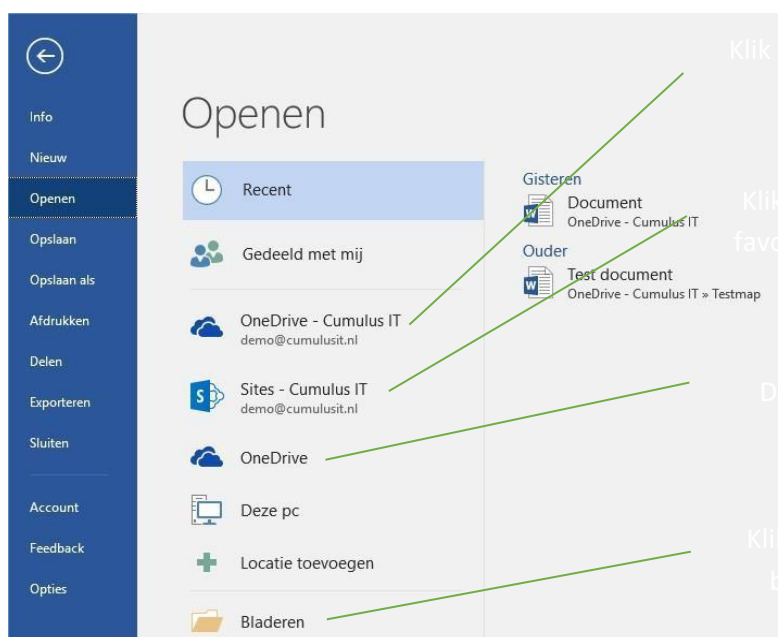 Info
Nieuw
Openen
Opslaan
Opslaan als
Afdrukken
Delen
Exporteren
Sluiten
Account
Feedback
Opties
Openen
Recent
Gedeeld met mij
OneDrive - Cumulus IT
demo@cumulusit.nl
Sites - Cumulus IT
demo@cumulusit.nl
OneDrive
Deze pc
Locatie toevoegen
Bladeren
Gisteren
Document
OneDrive - Cumulus IT
Ouder
Test document
OneDrive - Cumulus IT » Testmap
Klik